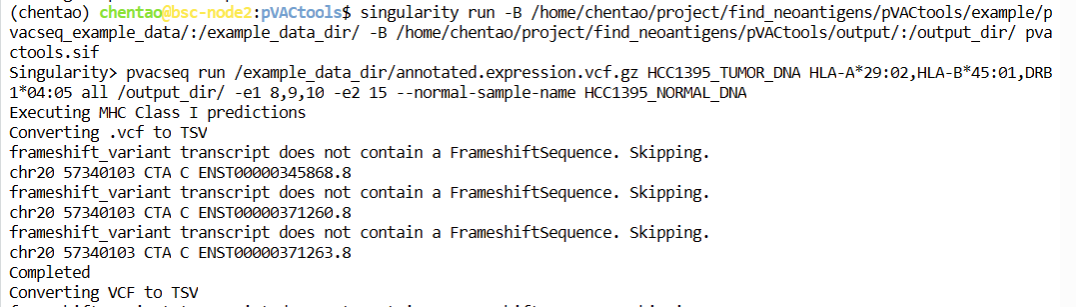 (chentao) chentao@bsc-node2:pVACtools$ singularity run -B /home/chentao/project/find_neoantigens/pVACtools/example/p
vacseq_example_data/:/example_data_dir/ -B /home/chentao/project/find_neoantigens/pVACtools/output/:/output_dir/ pva
ctools.sif
Singularity> pvacseq run /example_data_dir/annotated.expression.vcf.gz HCC1395_TUMOR_DNA HLA-A*29:02,HLA-B*45:01,DRB
1*04:05 all /output_dir/ -e1 8,9,10 -e2 15 --normal-sample-name HCC1395_NORMAL_DNA
Executing MHC Class I predictions
Converting .vcf to TSV
frameshift_variant transcript does not contain a FrameshiftSequence. Skipping.
chr20 57340103 CTA C ENST00000345868.8
frameshift_variant transcript does not contain a FrameshiftSequence. Skipping.
chr20 57340103 CTA C ENST00000371260.8
frameshift_variant transcript does not contain a FrameshiftSequence. Skipping.
chr20 57340103 CTA C ENST00000371263.8
Completed
Converting VCF to TSV